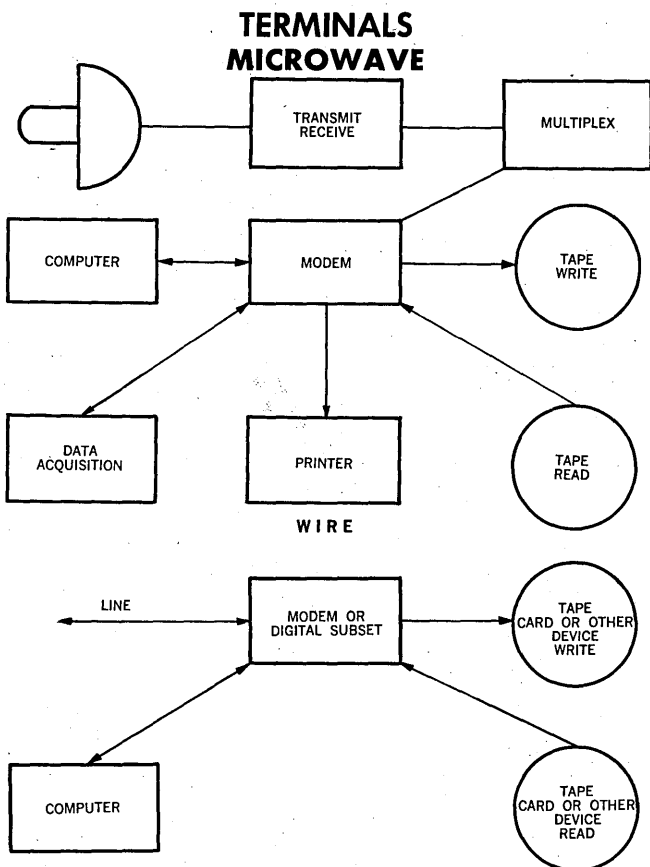 TERMINALS
MICROWAVE
TRANSMIT
RECEIVE
MULTIPLEX
COMPUTER
MODEM
TAPE
WRITE
DATA
ACQUISITION
PRINTER
TAPE
READ
WIRE
LINE
MODEM OR
DIGITAL SUBSET
TAPE
CARD OR OTHER
DEVICE
WRITE
COMPUTER
TAPE
CARD OR OTHER
DEVICE
READ